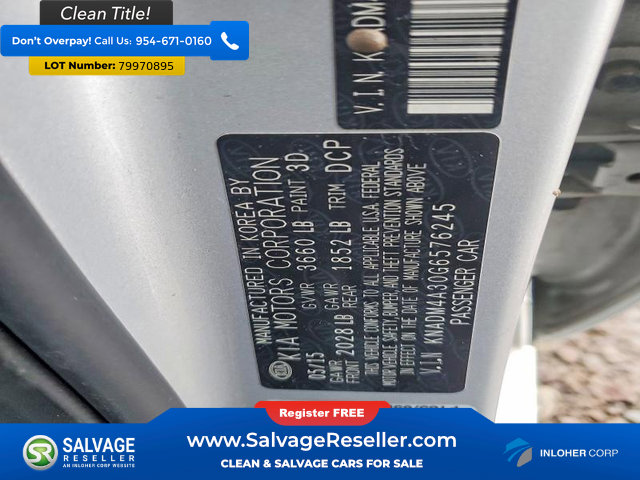 Clean Title!
Don't Overpay! Call Us: 954-671-0160
LOT Number: 79970895
V.I.N. K DM
MANUFACTURED IN KOREA BY
KIA MOTORS CORPORATION
05/15 GVWR 3660 LB PAINT 3D
GAWR FRONT 2028 LB GAWR REAR 1852 LB TRIM DCP
THIS VEHICLE CONFORMS TO ALL APPLICABLE U.S.A. FEDERAL
MOTOR VEHICLE SAFETY, BUMPER, AND THEFT PREVENTION STANDARDS
IN EFFECT ON THE DATE OF MANUFACTURE SHOWN ABOVE
V.I.N KNADM4A30G6576245
PASSENGER CAR
Register FREE
SR
SALVAGE
RESELLER
AN INLOHER CORP WEBSITE
www.SalvageReseller.com
CLEAN & SALVAGE CARS FOR SALE
INLOHER CORP